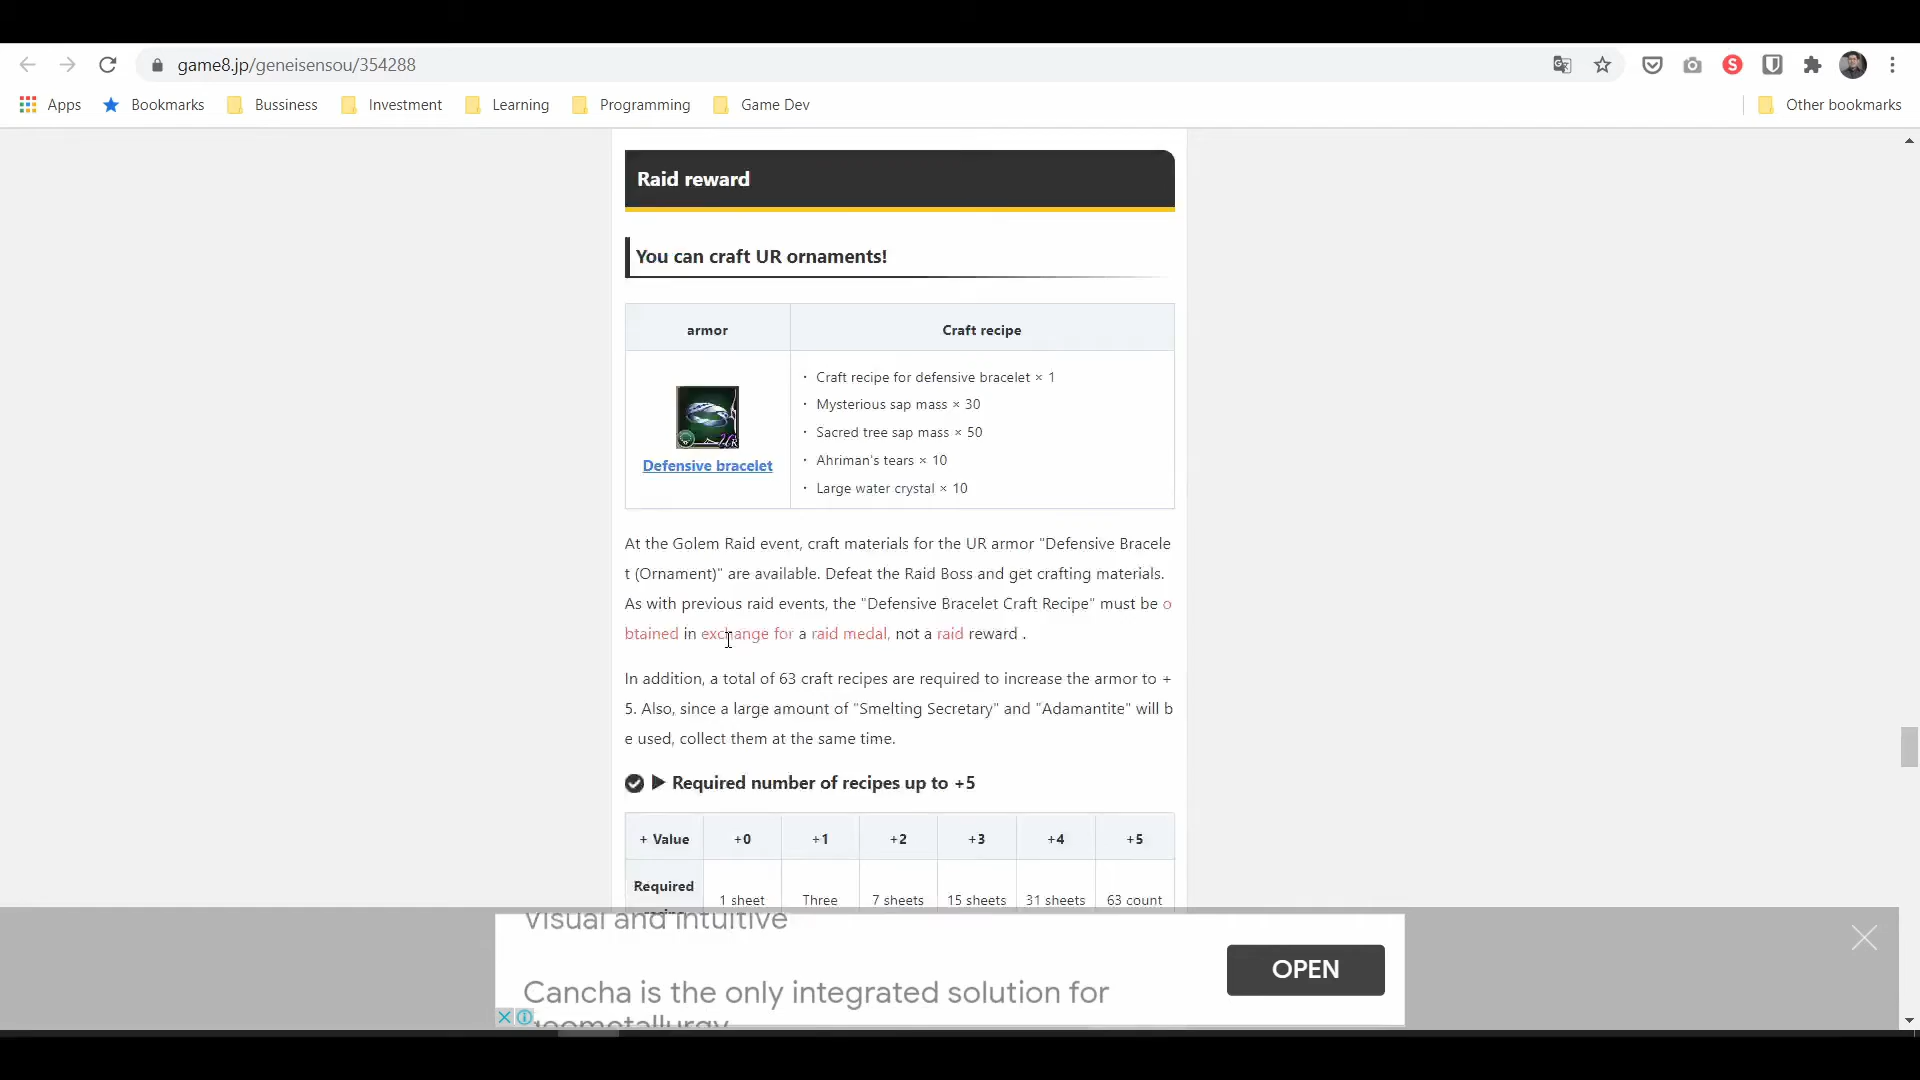 game8.jp/geneisensou/354288
Apps
Bookmarks
Bussiness
Investment
Learning
Programming
Game Dev
Other bookmarks
Raid reward
You can craft UR ornaments!
armor
Craft recipe
Defensive bracelet
・ Craft recipe for defensive bracelet × 1
・ Mysterious sap mass × 30
・ Sacred tree sap mass × 50
・ Ahriman's tears × 10
・ Large water crystal × 10
At the Golem Raid event, craft materials for the UR armor "Defensive Bracele
t (Ornament)" are available. Defeat the Raid Boss and get crafting materials.
As with previous raid events, the "Defensive Bracelet Craft Recipe" must be o
btained in exchange for a raid medal, not a raid reward .
In addition, a total of 63 craft recipes are required to increase the armor to +
5. Also, since a large amount of "Smelting Secretary" and "Adamantite" will b
e used, collect them at the same time.
▶ Required number of recipes up to +5
+ Value +0 +1 +2 +3 +4 +5
Required
1 sheet Three 7 sheets 15 sheets 31 sheets 63 count
Visual and intuitive
Cancha is the only integrated solution for
geometallurgy
OPEN